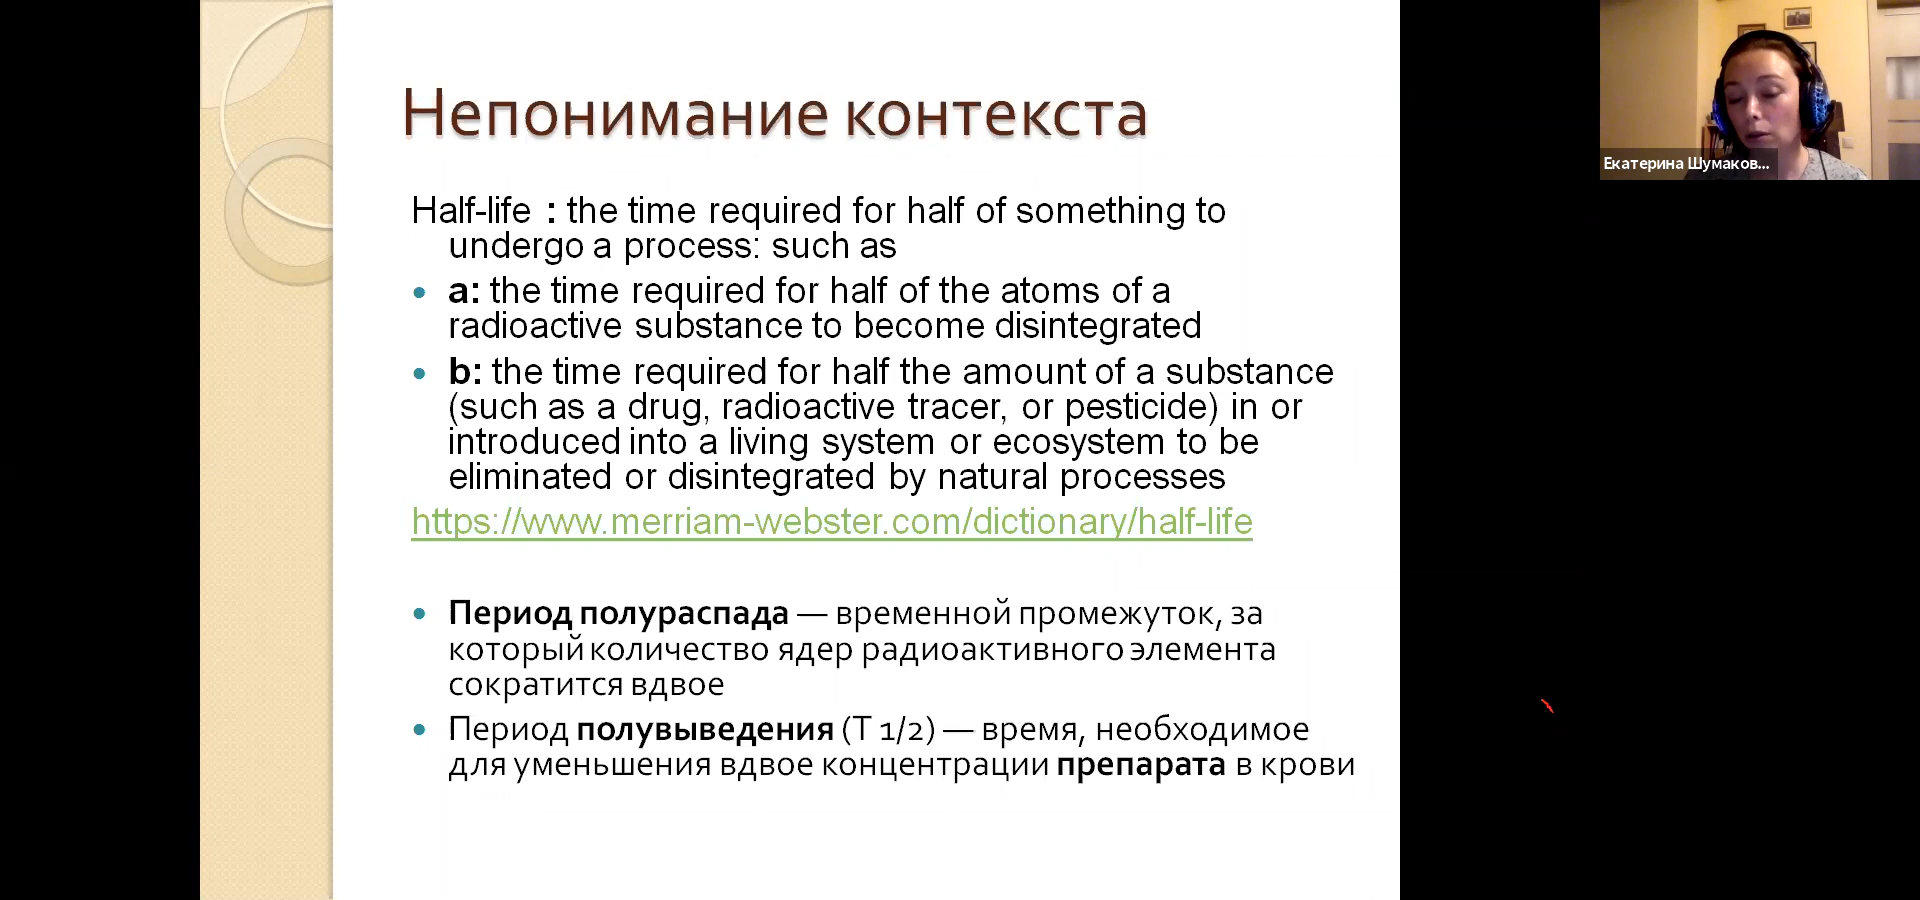 Непонимание контекста
Екатерина Шумаков...
Half-life : the time required for half of something to
undergo a process: such as
a: the time required for half of the atoms of a
radioactive substance to become disintegrated
b: the time required for half the amount of a substance
(such as a drug, radioactive tracer, or pesticide) in or
introduced into a living system or ecosystem to be
eliminated or disintegrated by natural processes
https://www.merriam-webster.com/dictionary/half-life
Период полураспада — временной промежуток, за
который количество ядер радиоактивного элемента
сократится вдвое
Период полувыведения (Т 1/2) — время, необходимое
для уменьшения вдвое концентрации препарата в крови